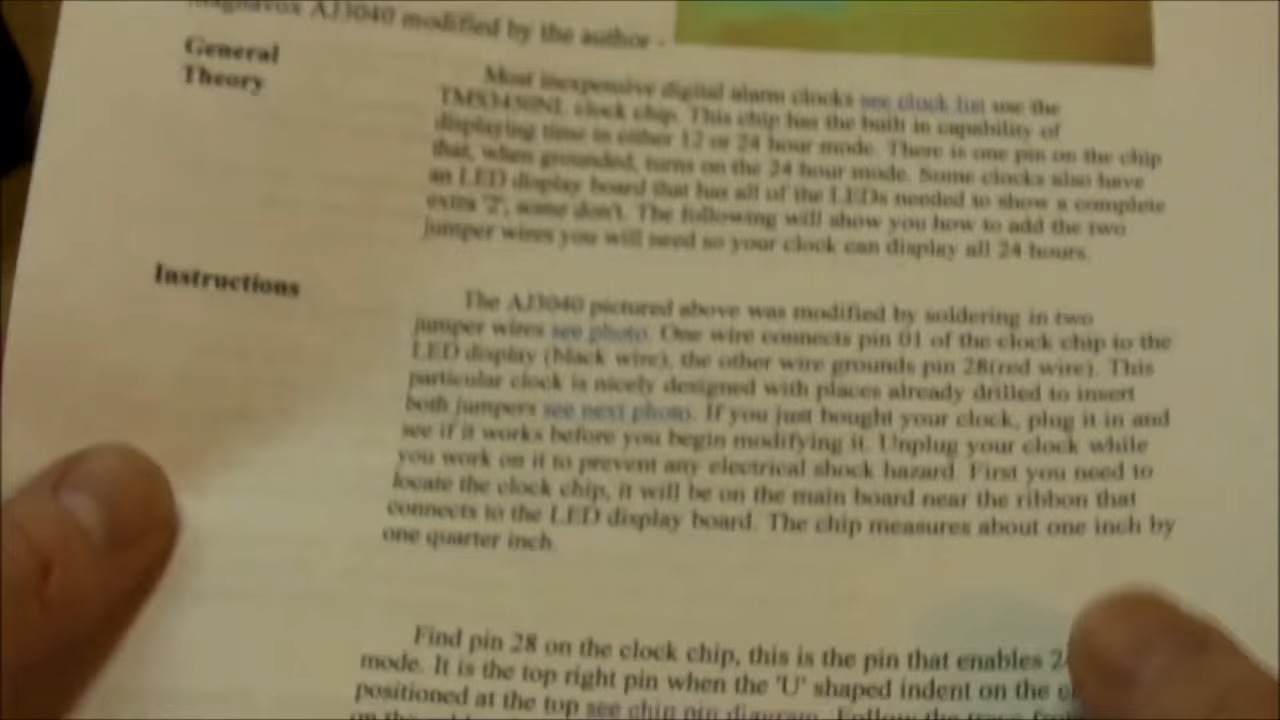 Magnavox AJ3040 modified by the author -
General
Theory
Most inexpensive digital alarm clocks see clock list use the
TMS3450NL clock chip. This chip has the built in capability of
displaying time in either 12 or 24 hour mode. There is one pin on the chip
that, when grounded, turns on the 24 hour mode. Some clocks also have
an LED display board that has all of the LEDs needed to show a complete
extra '2', some don't. The following will show you how to add the two
jumper wires you will need so your clock can display all 24 hours.
Instructions
The AJ3040 pictured above was modified by soldering in two
jumper wires see photo. One wire connects pin 01 of the clock chip to the
LED display (black wire), the other wire grounds pin 28(red wire). This
particular clock is nicely designed with places already drilled to insert
both jumpers see next photo. If you just bought your clock, plug it in and
see if it works before you begin modifying it. Unplug your clock while
you work on it to prevent any electrical shock hazard. First you need to
locate the clock chip, it will be on the main board near the ribbon that
connects to the LED display board. The chip measures about one inch by
one quarter inch.
Find pin 28 on the clock chip, this is the pin that enables
mode. It is the top right pin when the 'U' shaped indent on the
positioned at the top see chip pin diagram. Follow the